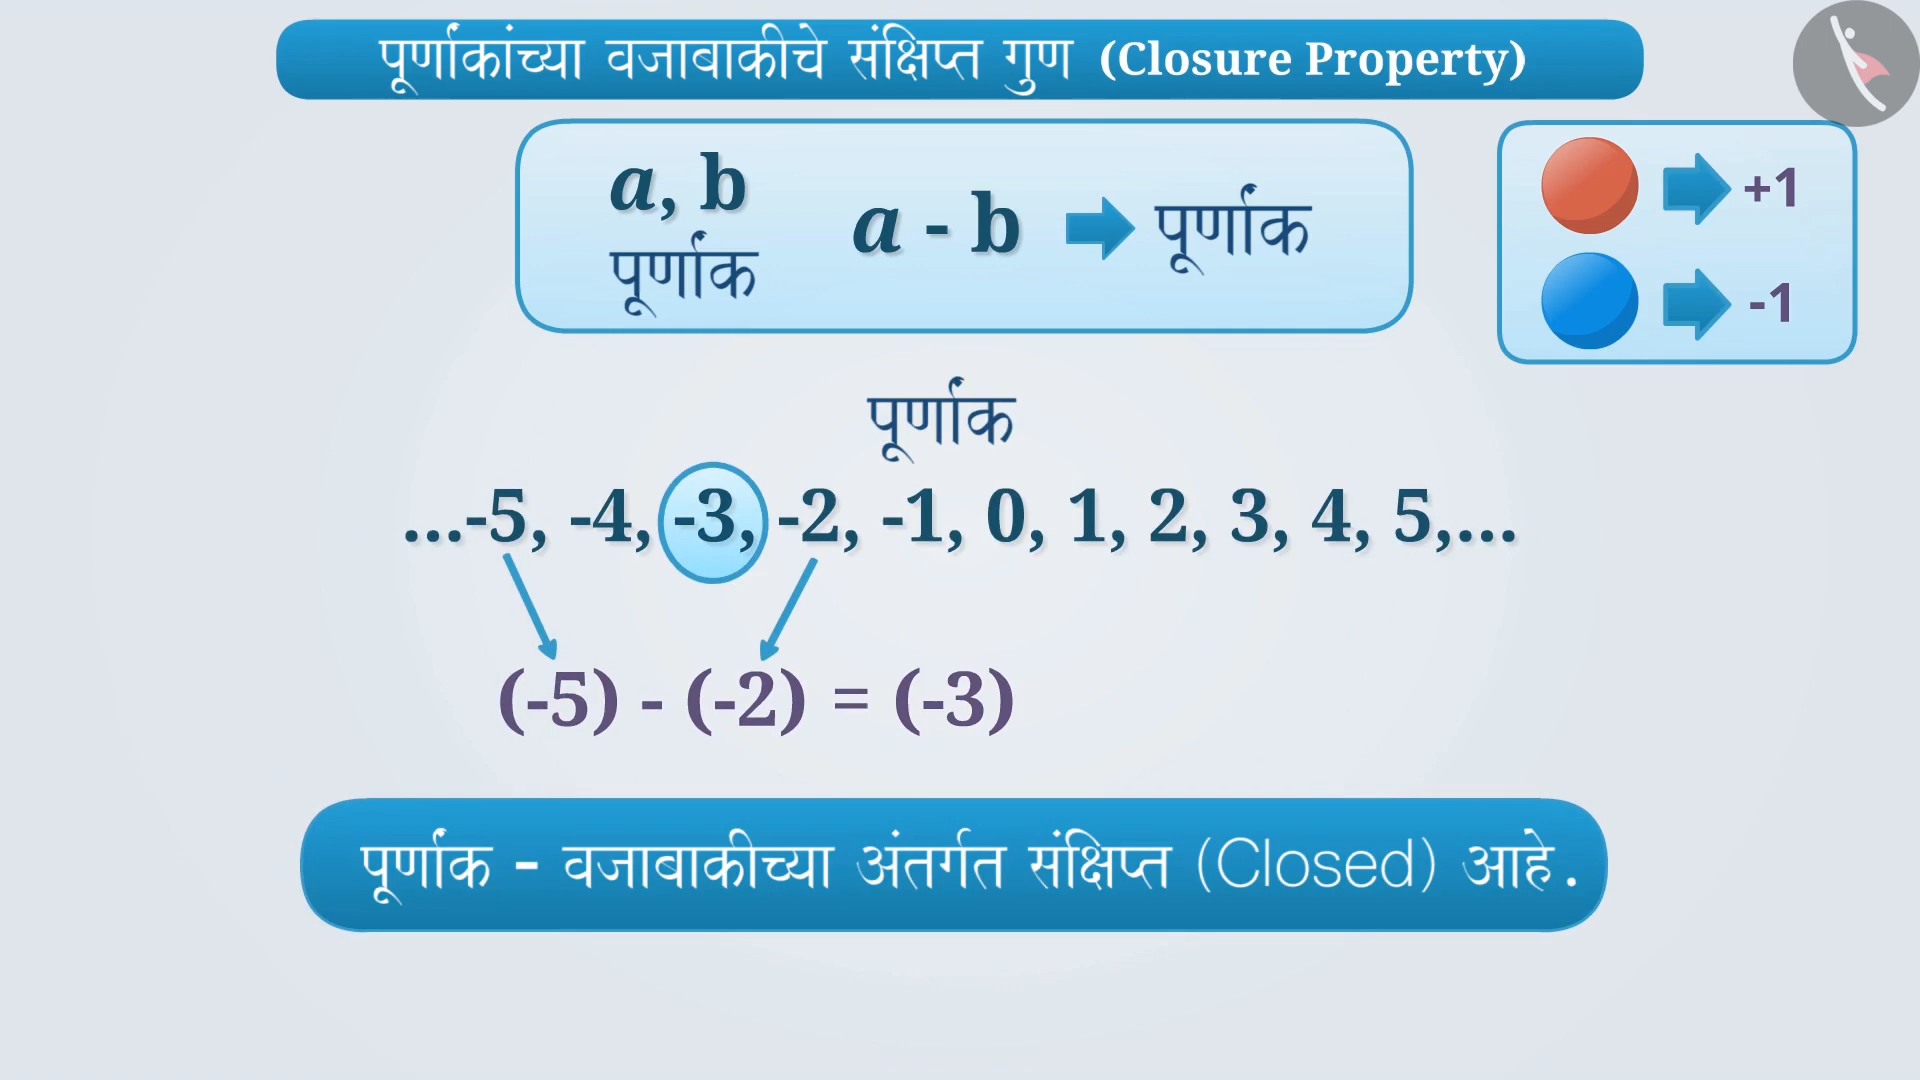 पूर्णांकांच्या वजाबाकीचे संक्षिप्त गुण (Closure Property)
a, b
पूर्णांक
a - b
पूर्णांक
+1
-1
पूर्णांक
...-5, -4, -3, -2, -1, 0, 1, 2, 3, 4, 5,...
(-5) - (-2) = (-3)
पूर्णांक - वजाबाकीच्या अंतर्गत संक्षिप्त (Closed) आहे.